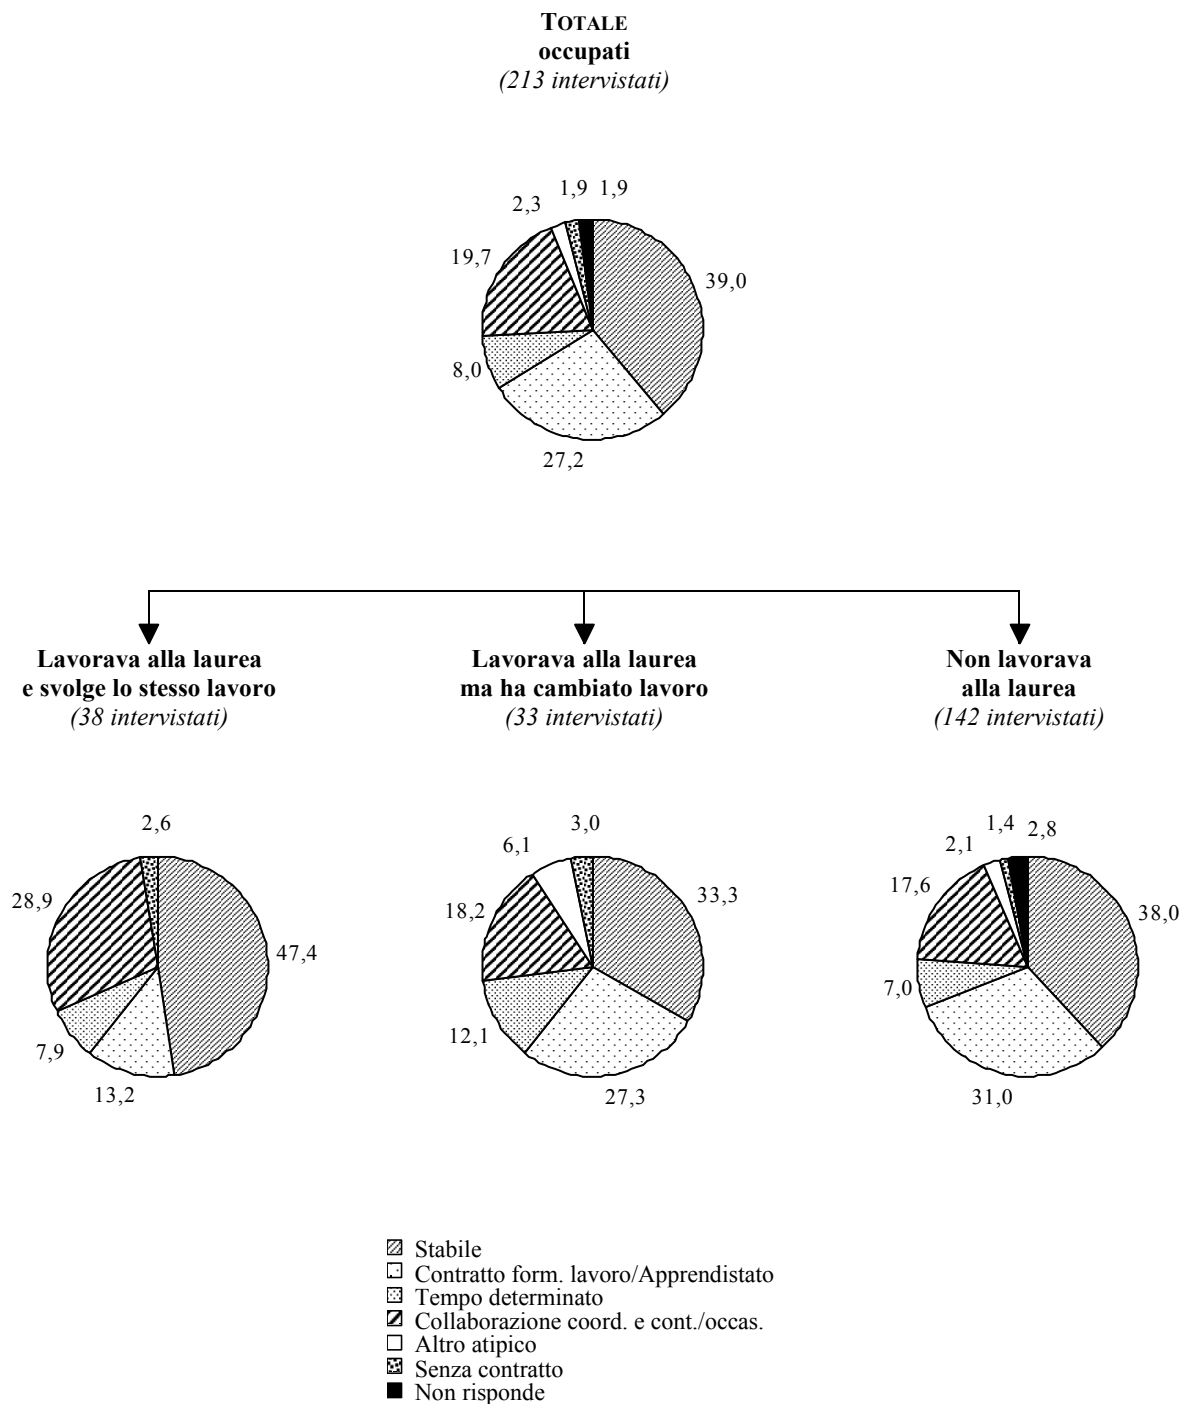 TOTALE
occupati
(213 intervistati)
1,9 1,9
2,3
19,7
39,0
8,0
27,2
Lavorava alla laurea
e svolge lo stesso lavoro
(38 intervistati)
Lavorava alla laurea
ma ha cambiato lavoro
(33 intervistati)
Non lavorava
alla laurea
(142 intervistati)
2,6
28,9
47,4
7,9
13,2
3,0
6,1
33,3
18,2
12,1
27,3
1,4 2,8
2,1
17,6
38,0
7,0
31,0
Stabile
Contratto form. lavoro/Apprendistato
Tempo determinato
Collaborazione coord. e cont./occas.
Altro atipico
Senza contratto
Non risponde